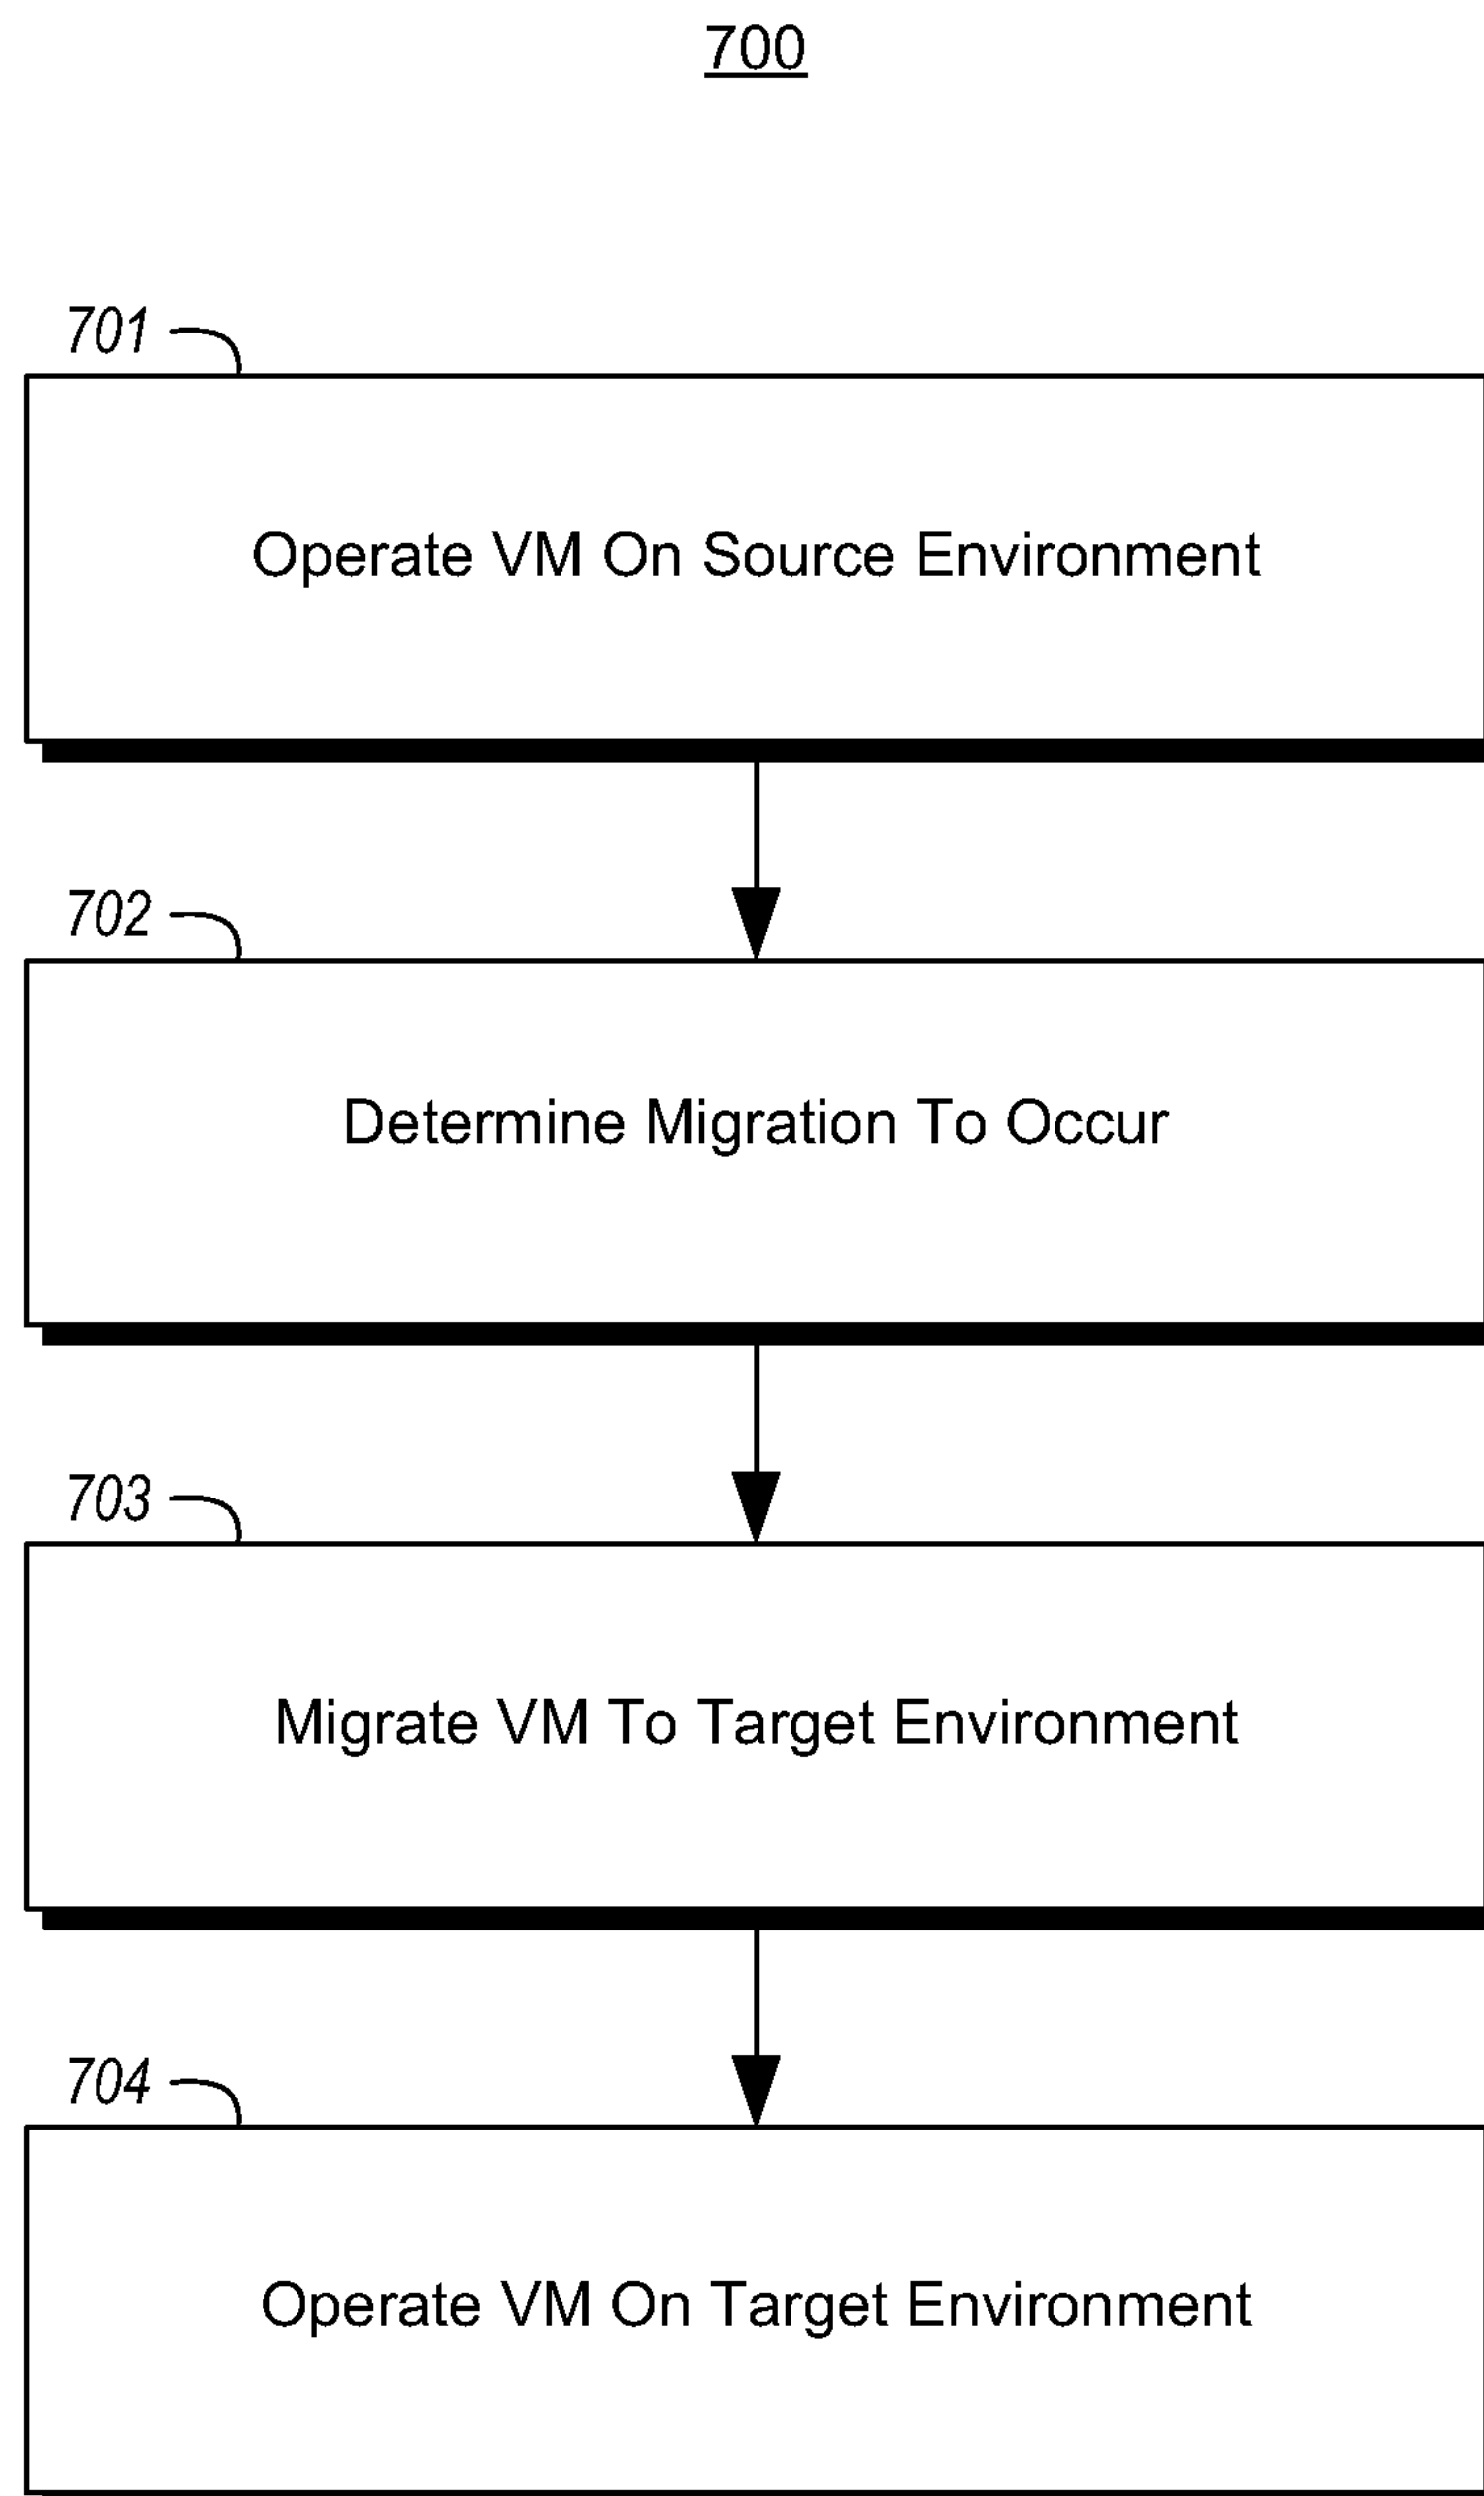 700
701
Operate VM On Source Environment
702
Determine Migration To Occur
703
Migrate VM To Target Environment
704
Operate VM On Target Environment